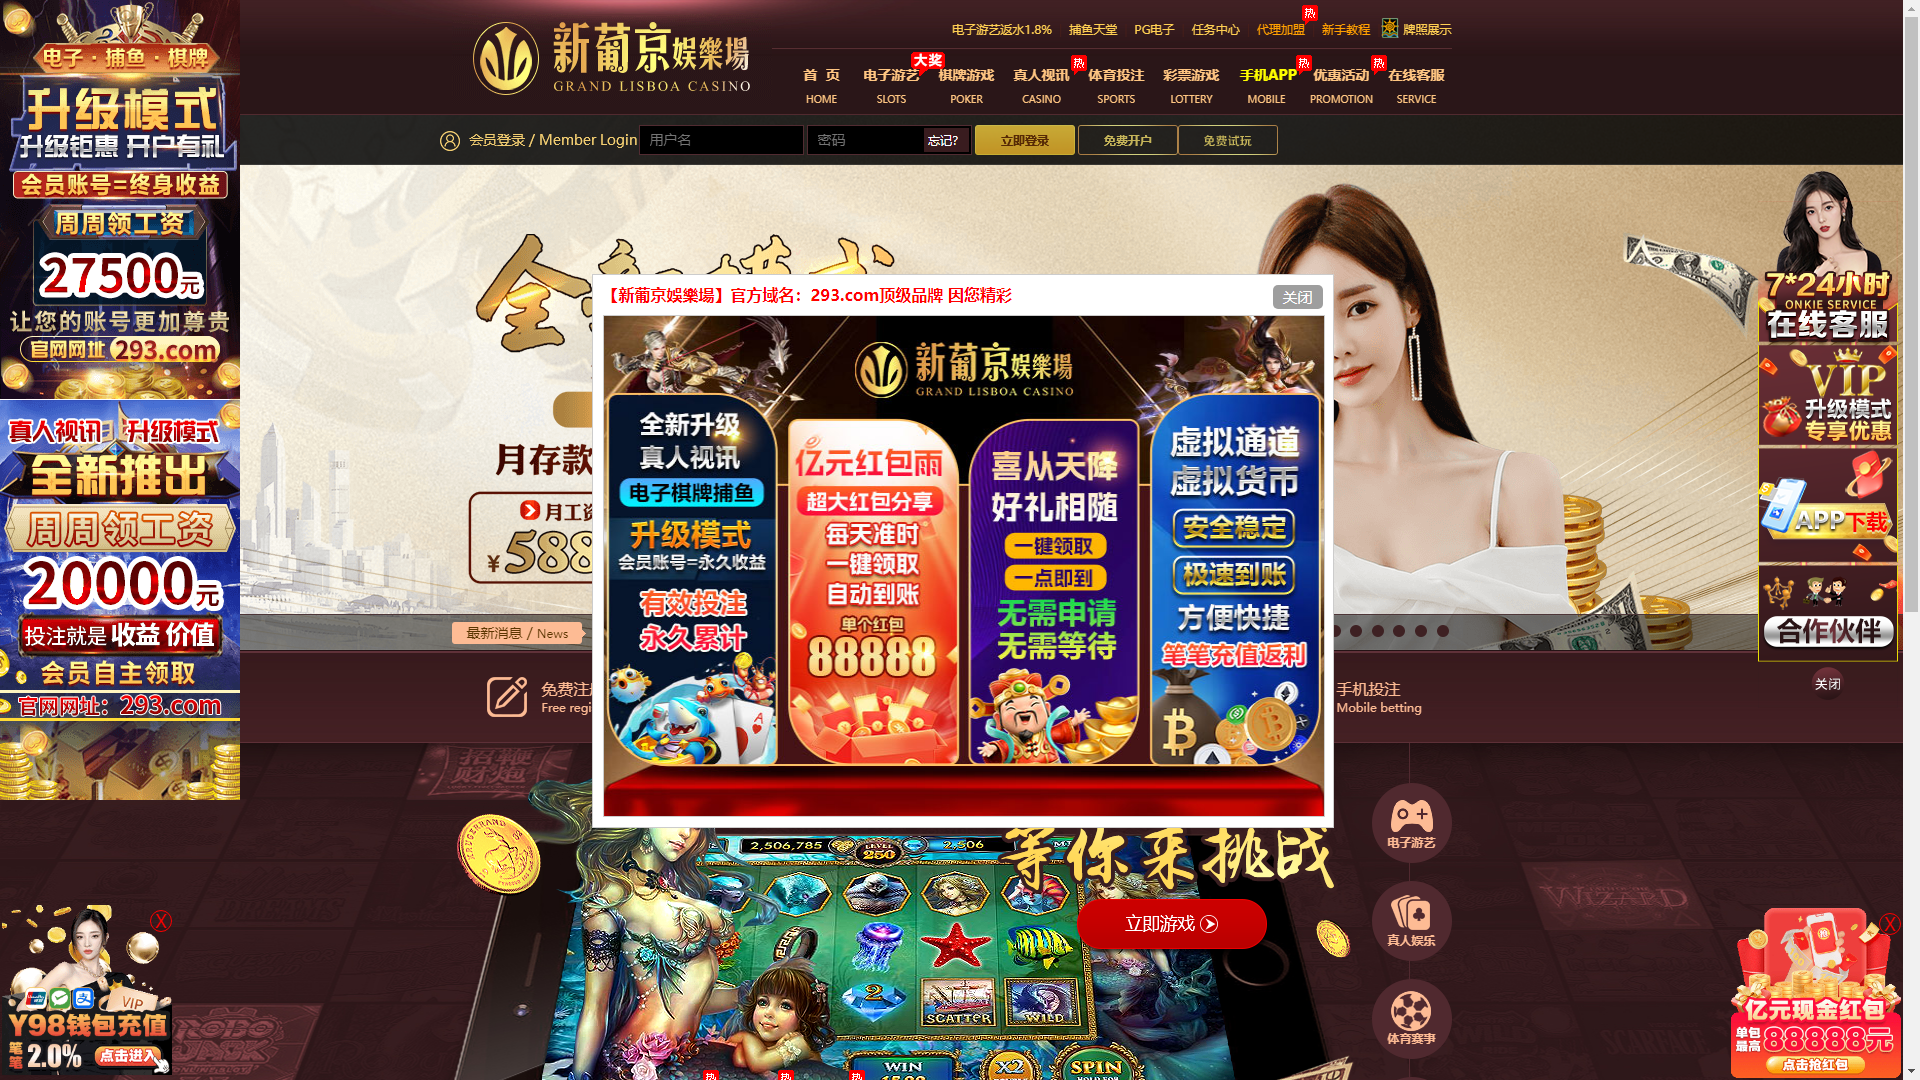 电子·捕鱼·棋牌
升级模式
升级钜惠 开户有礼
会员账号=终身收益
周周领工资
27500元
让您的账号更加尊贵
官网网址 293.com
真人视讯 升级模式
全新推出
周周领工资
20000元
投注就是 收益 价值
会员自主领取
官网网址：293.com
新葡京娱樂場
GRAND LISBOA CASINO
电子游艺返水1.8%
捕鱼天堂
PG电子
任务中心
代理加盟
热
新手教程
牌照展示
首 页
HOME
电子游艺
SLOTS
大奖
棋牌游戏
POKER
真人视讯
CASINO
热
体育投注
SPORTS
彩票游戏
LOTTERY
手机APP
MOBILE
热
优惠活动
PROMOTION
热
在线客服
SERVICE
会员登录 / Member Login
用户名
密码
忘记?
立即登录
免费开户
免费试玩
月存款
月工资
¥588
最新消息 / News
【新葡京娱樂場】官方域名：293.com顶级品牌 因您精彩
关闭
新葡京娱樂場
GRAND LISBOA CASINO
全新升级
真人视讯
电子棋牌捕鱼
升级模式
会员账号=永久收益
有效投注
永久累计
亿元红包雨
超大红包分享
每天准时
一键领取
自动到账
单个红包
88888
喜从天降
好礼相随
一键领取
一点即到
无需申请
无需等待
虚拟通道
虚拟货币
安全稳定
极速到账
方便快捷
笔笔充值返利
7*24小时
ONKIE SERVICE
在线客服
VIP
升级模式
专享优惠
APP下载
合作伙伴
关闭
免费注
Free regi
手机投注
Mobile betting
招鞭
财炮
2,506,785
LEVEL
250
2,506
等你来挑战
立即游戏
SCATTER
WILD
WIN
X2
SPIN
热
热
热
WIZARD
电子游艺
真人娱乐
体育赛事
VIP
Y98钱包充值
笔笔 2.0%
点击进入
X
X
亿元现金红包
单包最高 88888元
点击抢红包